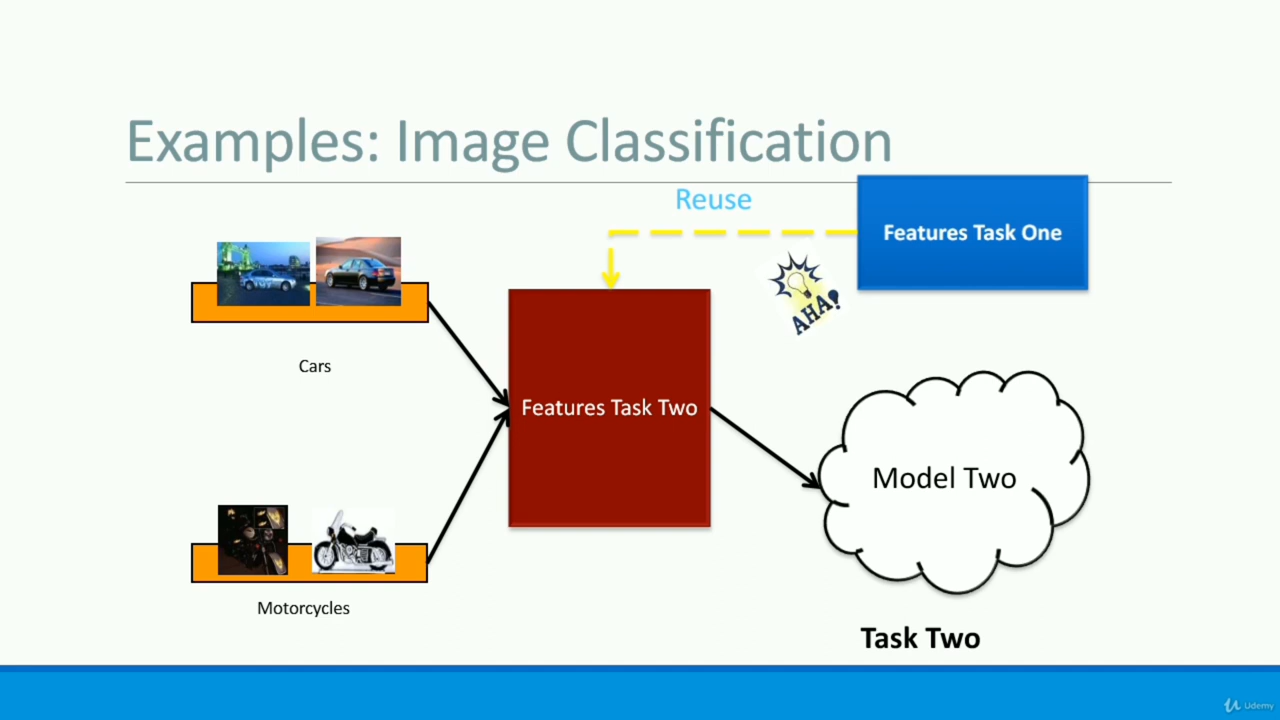 Examples: Image Classification
Reuse
Features Task One
AHA!
Cars
Features Task Two
Model Two
Motorcycles
Task Two
Udemy